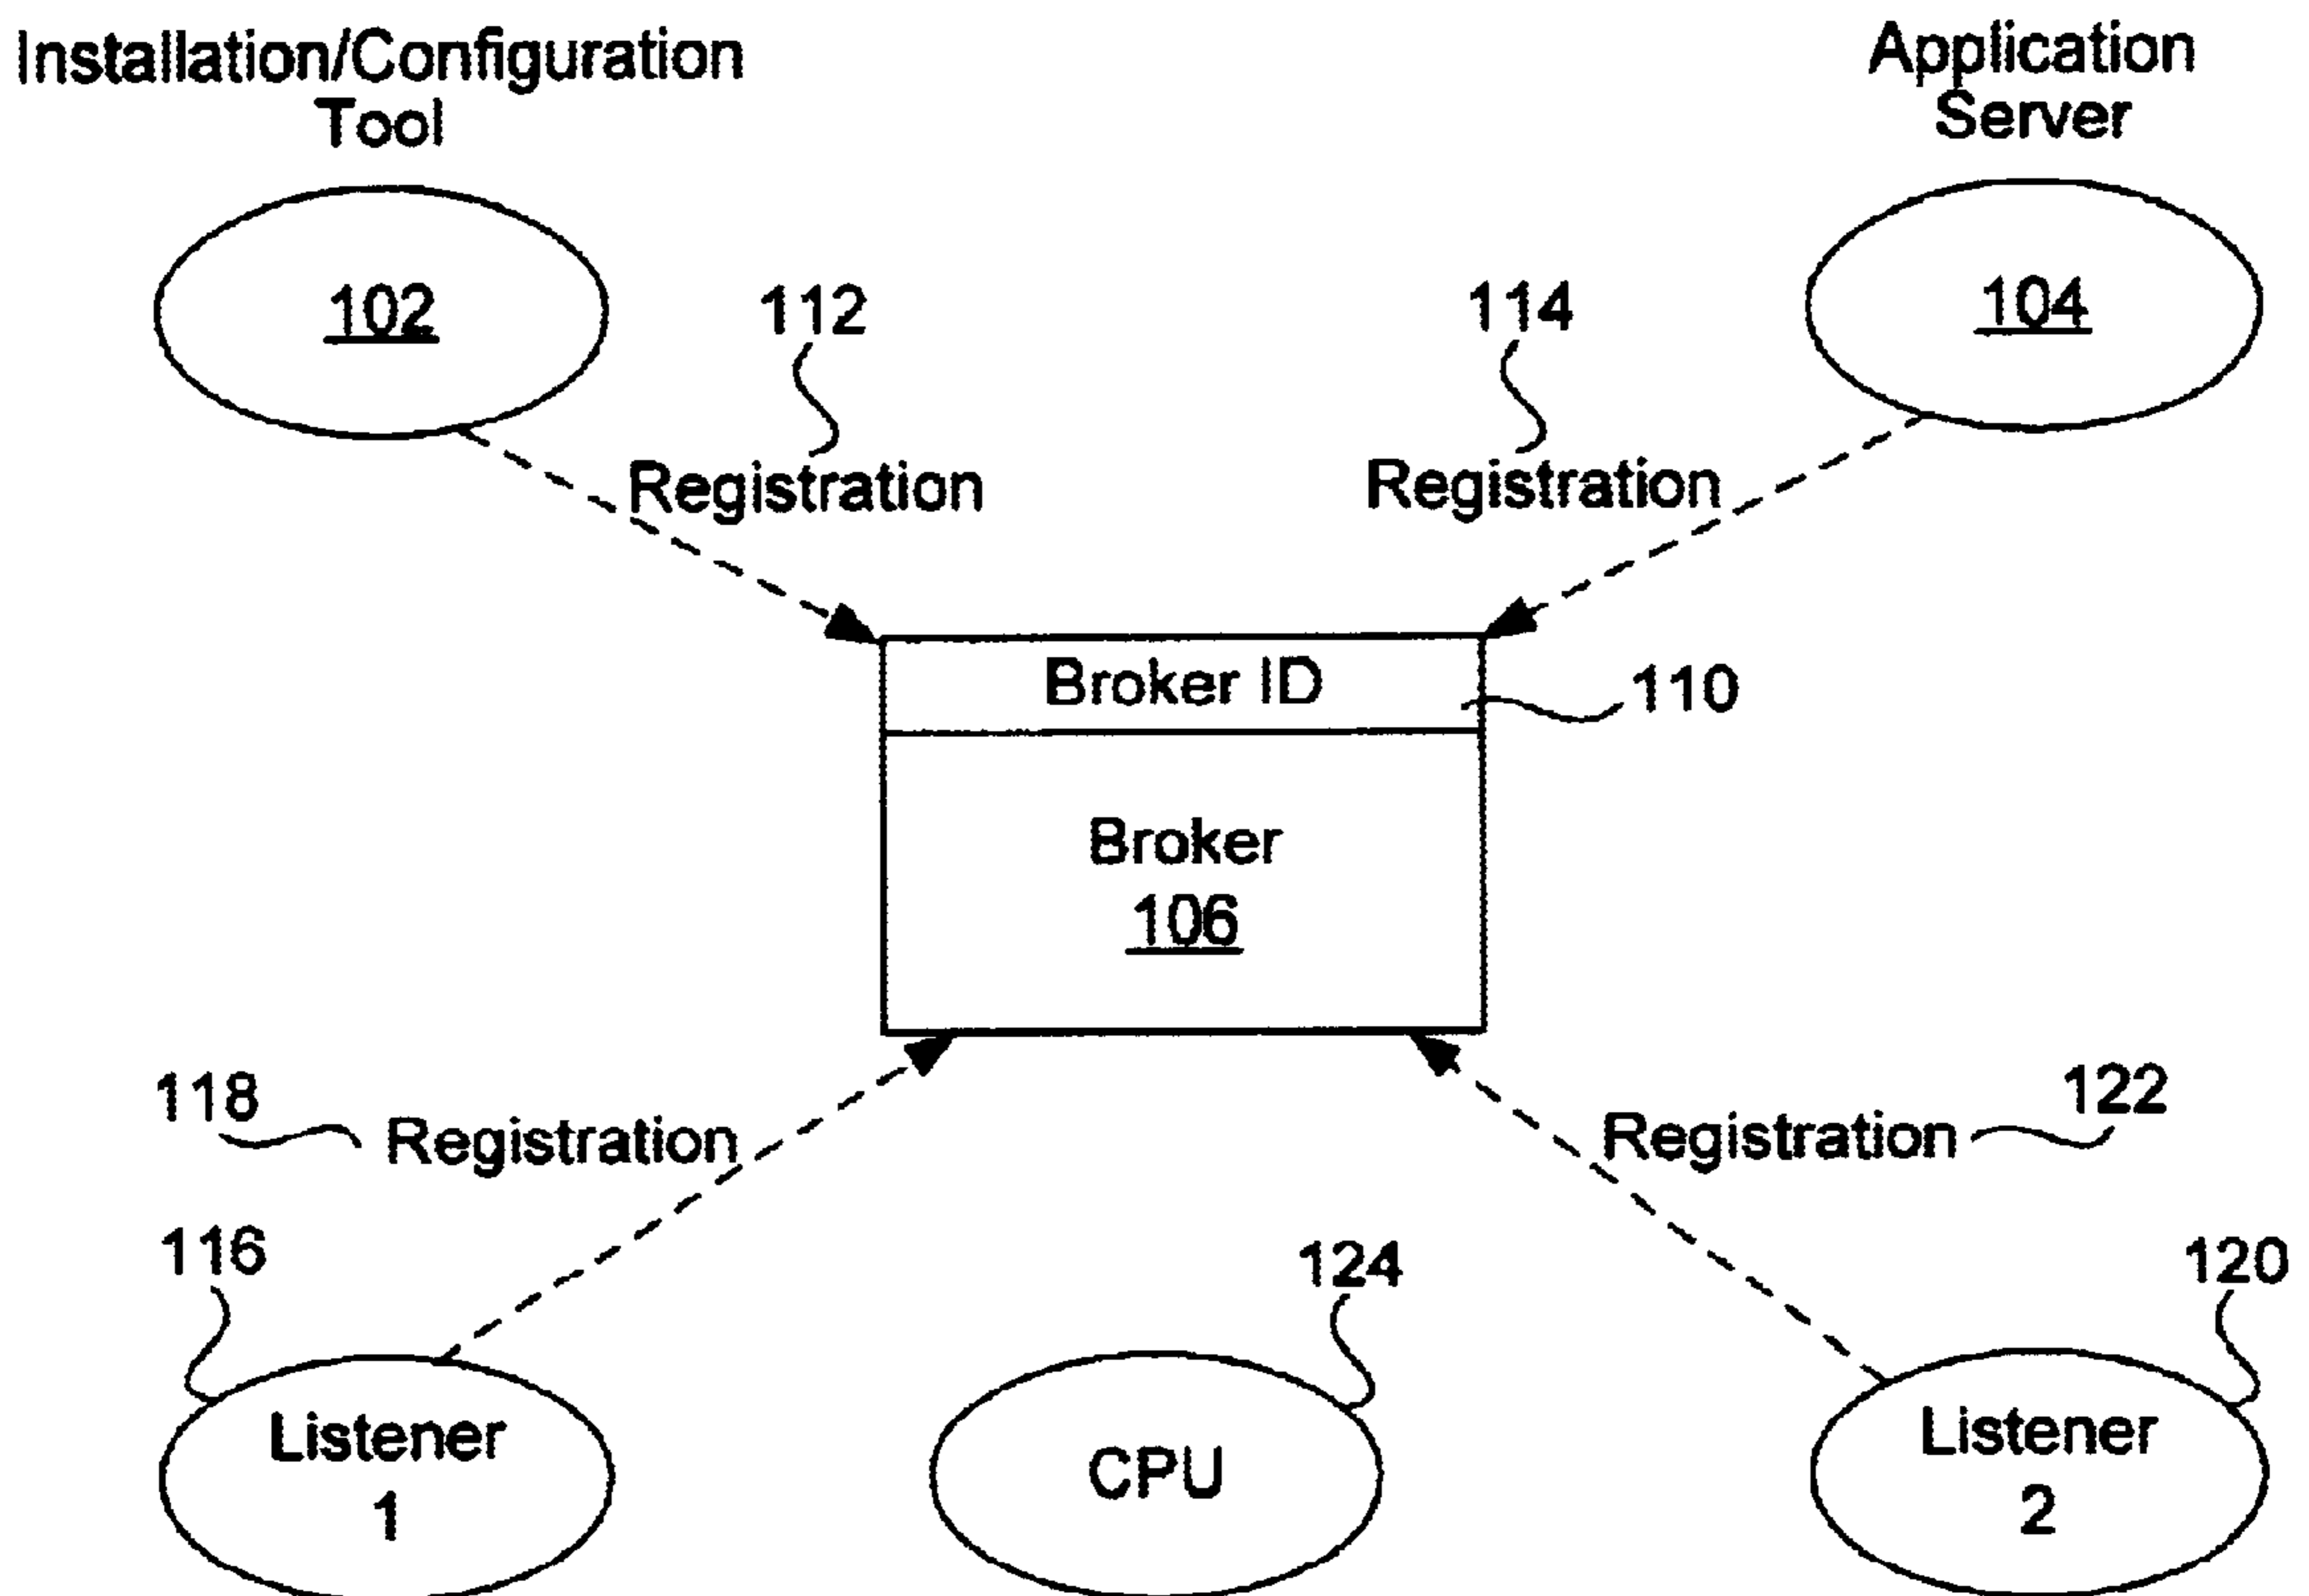 Installation/Configuration
Tool
Application
Server
102
112
114
104
Registration
Registration
Broker ID
110
Broker
106
118
Registration
Registration
122
116
124
120
Listener
1
CPU
Listener
2